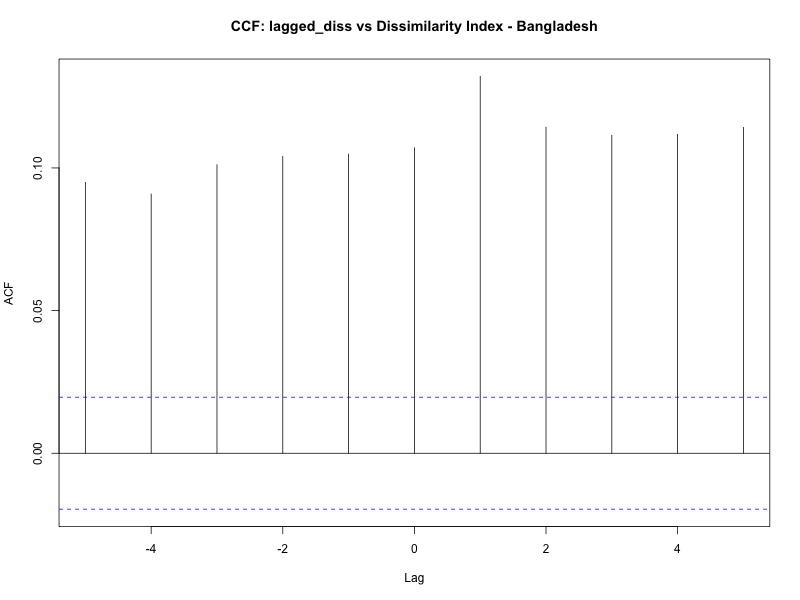 CCF: lagged_diss vs Dissimilarity Index - Bangladesh
ACF
0.10
0.05
0.00
-4 -2 0 2 4
Lag